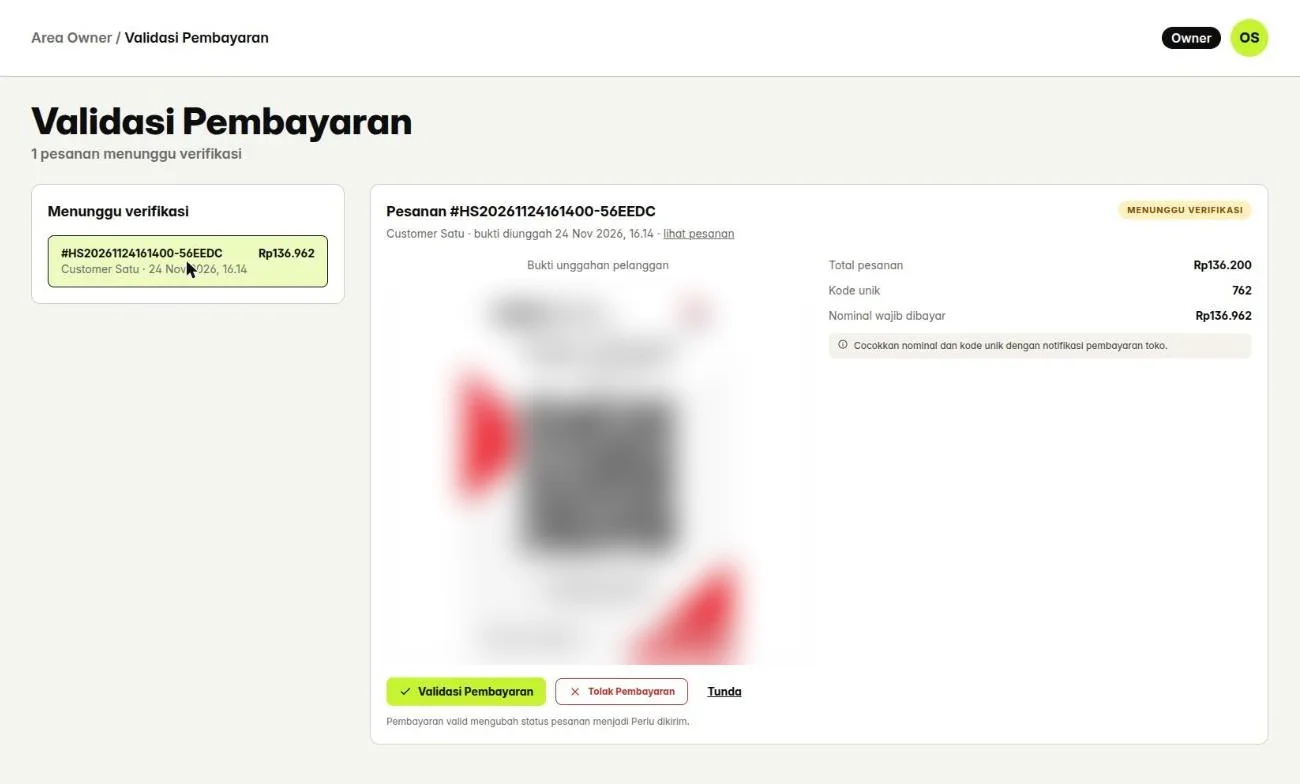 Area Owner / Validasi Pembayaran
Owner
OS
Validasi Pembayaran
1 pesanan menunggu verifikasi
Menunggu verifikasi
#HS20261124161400-56EEDC Rp136.962
Customer Satu · 24 Nov 2026, 16.14
Pesanan #HS20261124161400-56EEDC
MENUNGGU VERIFIKASI
Customer Satu · bukti diunggah 24 Nov 2026, 16.14 · lihat pesanan
Bukti unggahan pelanggan
Total pesanan Rp136.200
Kode unik 762
Nominal wajib dibayar Rp136.962
Cocokkan nominal dan kode unik dengan notifikasi pembayaran toko.
Validasi Pembayaran
Tolak Pembayaran
Tunda
Pembayaran valid mengubah status pesanan menjadi Perlu dikirim.